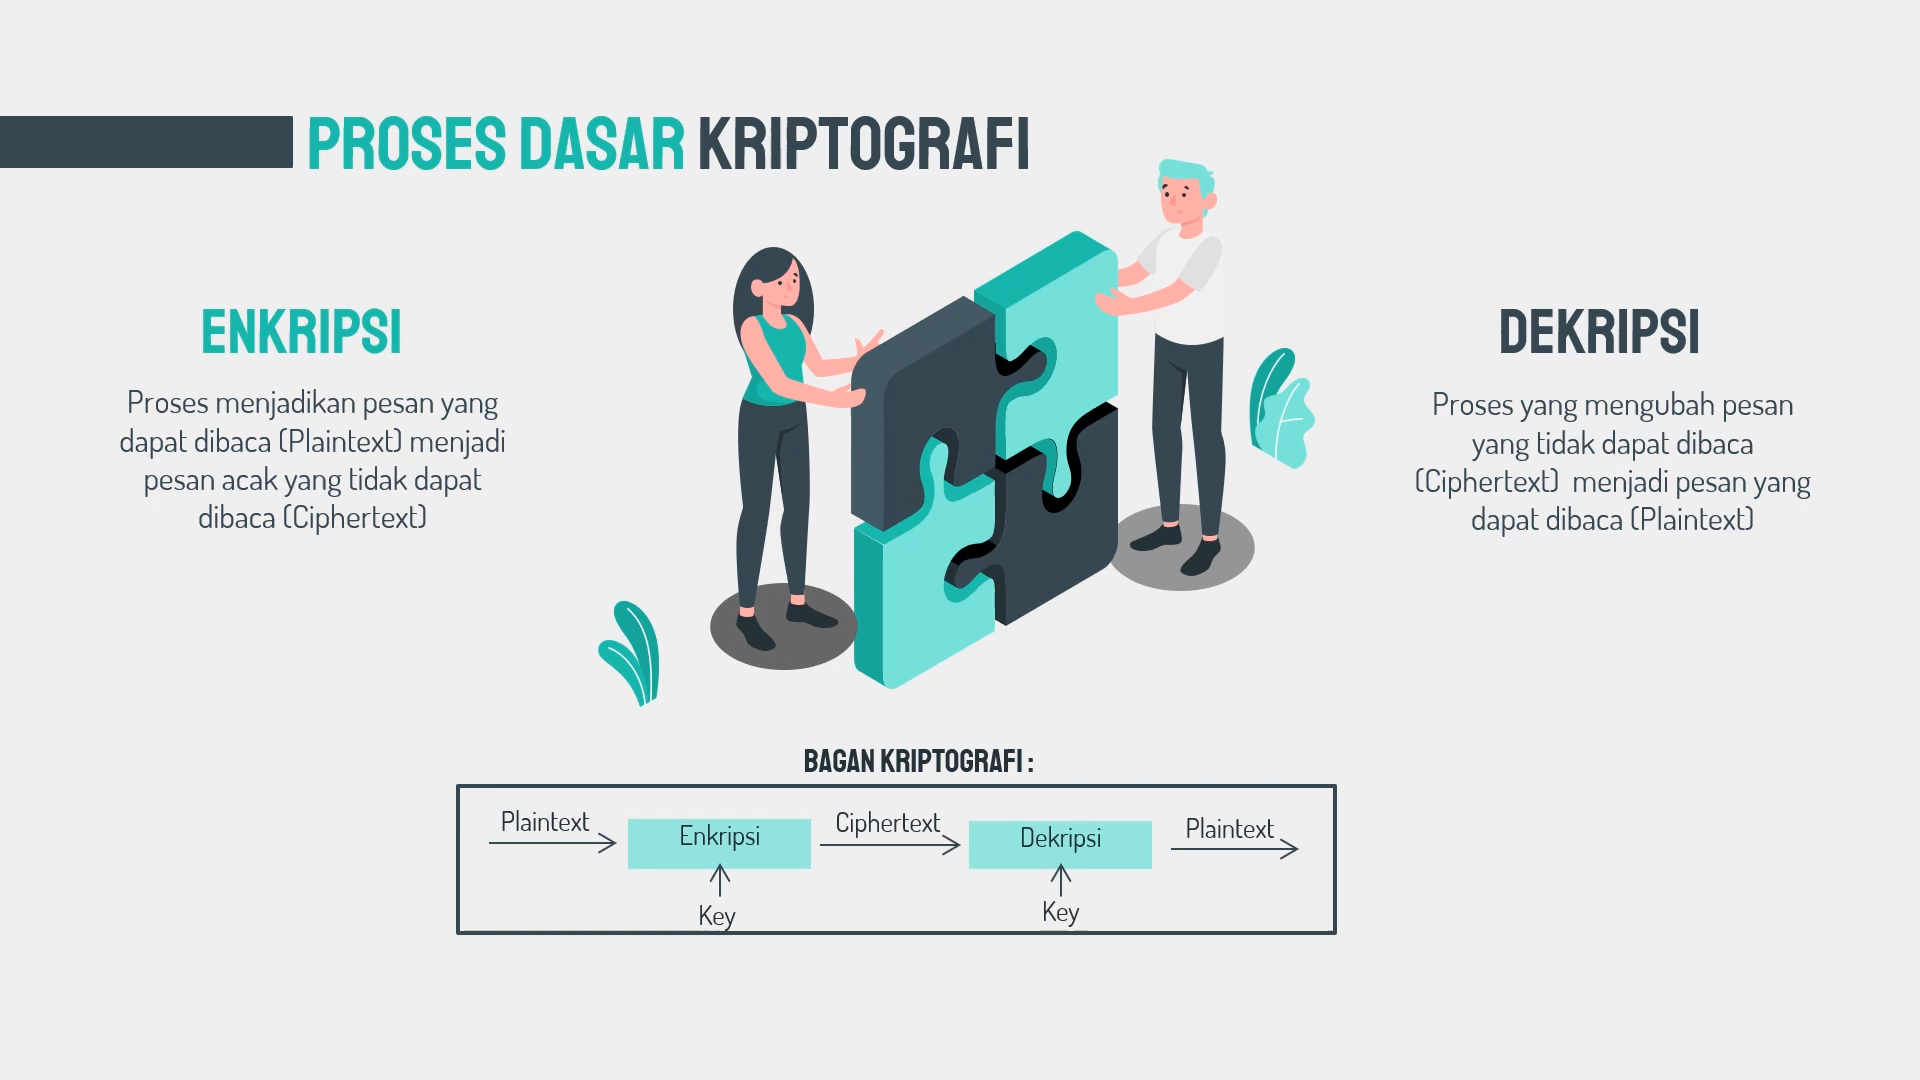 PROSES DASAR KRIPTOGRAFI
ENKRIPSI
Proses menjadikan pesan yang
dapat dibaca (Plaintext) menjadi
pesan acak yang tidak dapat
dibaca (Ciphertext)
DEKRIPSI
Proses yang mengubah pesan
yang tidak dapat dibaca
(Ciphertext)  menjadi pesan yang
dapat dibaca (Plaintext)
BAGAN KRIPTOGRAFI :
Plaintext
Enkripsi
Ciphertext
Dekripsi
Plaintext
Key
Key